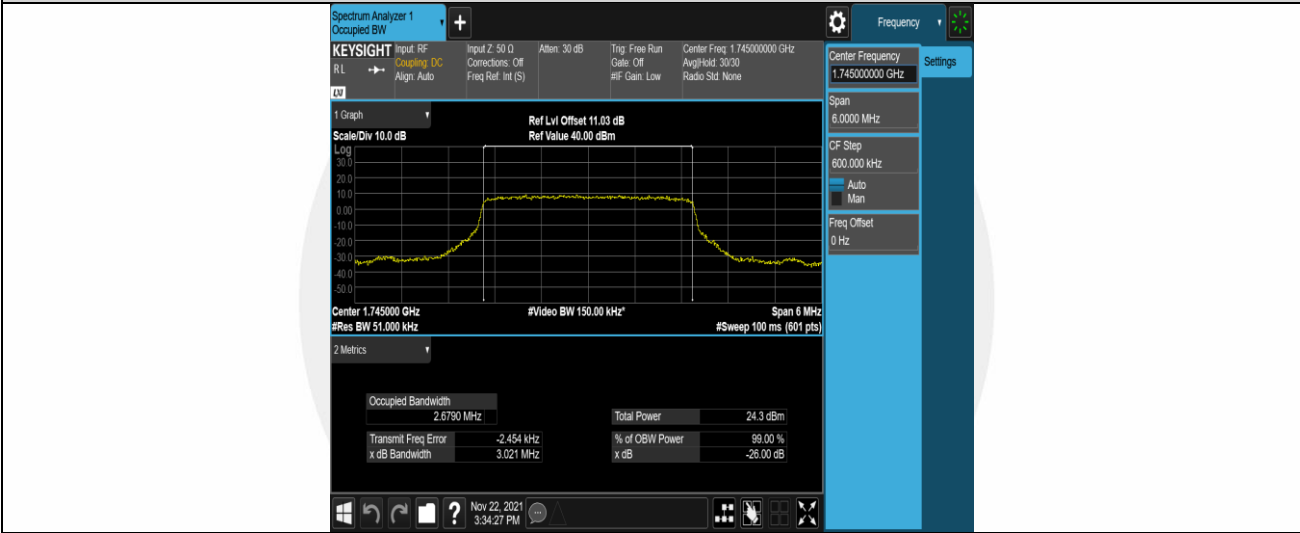 Spectrum Analyzer 1
Occupied BW
+
Frequency
KEYSIGHT
R L
LXI
Input: RF
Coupling: DC
Align: Auto
Input Z: 50 Ω
Corrections: Off
Freq Ref: Int (S)
Atten: 30 dB
Trig: Free Run
Gate: Off
#IF Gain: Low
Center Freq: 1.745000000 GHz
Avg|Hold: 30/30
Radio Std: None
Center Frequency
1.745000000 GHz
Settings
Span
6.0000 MHz
CF Step
600.000 kHz
Auto
Man
Freq Offset
0 Hz
1 Graph
Ref Lvl Offset 11.03 dB
Scale/Div 10.0 dB
Ref Value 40.00 dBm
Log
30.0
20.0
10.0
0.00
-10.0
-20.0
-30.0
-40.0
-50.0
Center 1.745000 GHz
#Video BW 150.00 kHz*
Span 6 MHz
#Res BW 51.000 kHz
#Sweep 100 ms (601 pts)
2 Metrics
Occupied Bandwidth
2.6790 MHz
Total Power 24.3 dBm
Transmit Freq Error -2.454 kHz
% of OBW Power 99.00 %
x dB Bandwidth 3.021 MHz
x dB -26.00 dB
?
Nov 22, 2021
3:34:27 PM